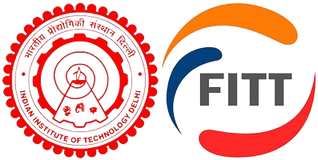 भारतीय प्रौद्योगिकी संस्थान दिल्ली
INDIAN INSTITUTE OF TECHNOLOGY DELHI
FITT